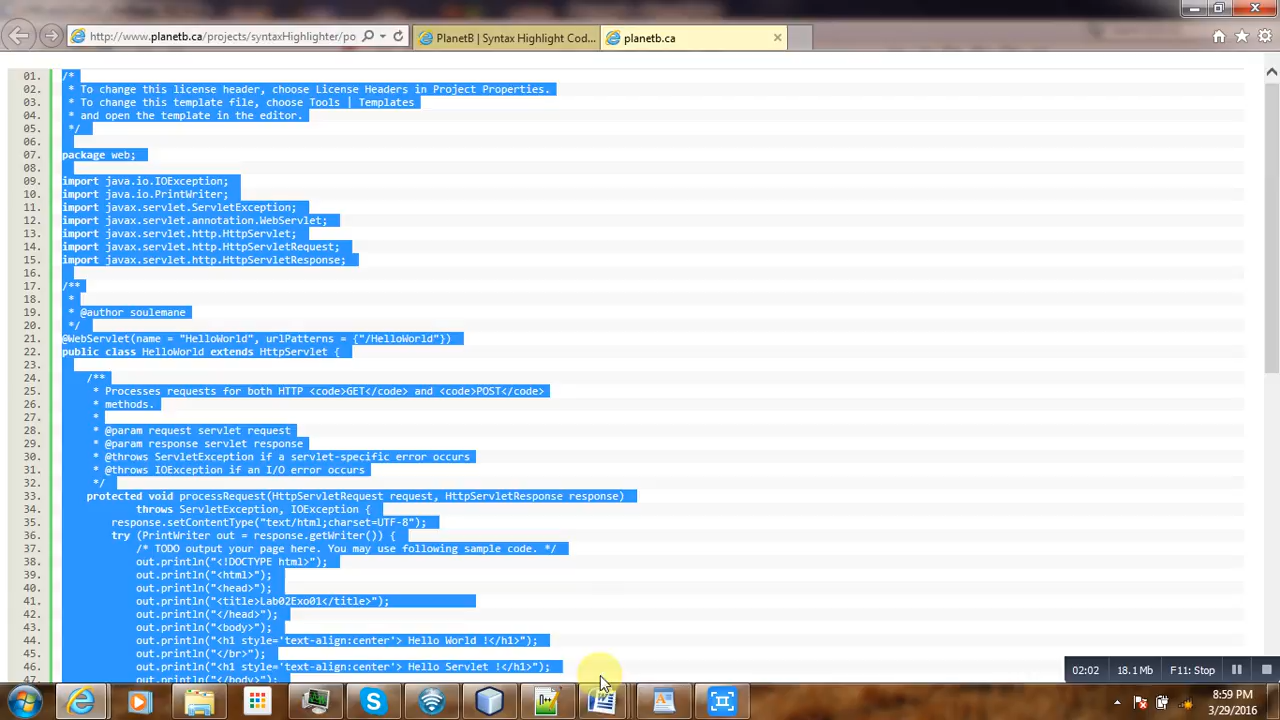 http://www.planetb.ca/projects/syntaxHighlighter/po
PlanetB | Syntax Highlight Cod...
planetb.ca
01. /*
02. * To change this license header, choose License Headers in Project Properties.
03. * To change this template file, choose Tools | Templates
04. * and open the template in the editor.
05. */
06.
07. package web;
08.
09. import java.io.IOException;
10. import java.io.PrintWriter;
11. import javax.servlet.ServletException;
12. import javax.servlet.annotation.WebServlet;
13. import javax.servlet.http.HttpServlet;
14. import javax.servlet.http.HttpServletRequest;
15. import javax.servlet.http.HttpServletResponse;
16.
17. /**
18. *
19. * @author soulemane
20. */
21. @WebServlet(name = "HelloWorld", urlPatterns = {"/HelloWorld"})
22. public class HelloWorld extends HttpServlet {
23.
24. /**
25. * Processes requests for both HTTP <code>GET</code> and <code>POST</code>
26. * methods.
27. *
28. * @param request servlet request
29. * @param response servlet response
30. * @throws ServletException if a servlet-specific error occurs
31. * @throws IOException if an I/O error occurs
32. */
33. protected void processRequest(HttpServletRequest request, HttpServletResponse response)
34. throws ServletException, IOException {
35. response.setContentType("text/html;charset=UTF-8");
36. try (PrintWriter out = response.getWriter()) {
37. /* TODO output your page here. You may use following sample code. */
38. out.println("<!DOCTYPE html>");
39. out.println("<html>");
40. out.println("<head>");
41. out.println("<title>Lab02Exo01</title>");
42. out.println("</head>");
43. out.println("<body>");
44. out.println("<h1 style='text-align:center'> Hello World !</h1>");
45. out.println("</br>");
46. out.println("<h1 style='text-align:center'> Hello Servlet !</h1>");
47. out.println("</body>");
02:02 18.1 Mb F11: Stop
8:59 PM
3/29/2016